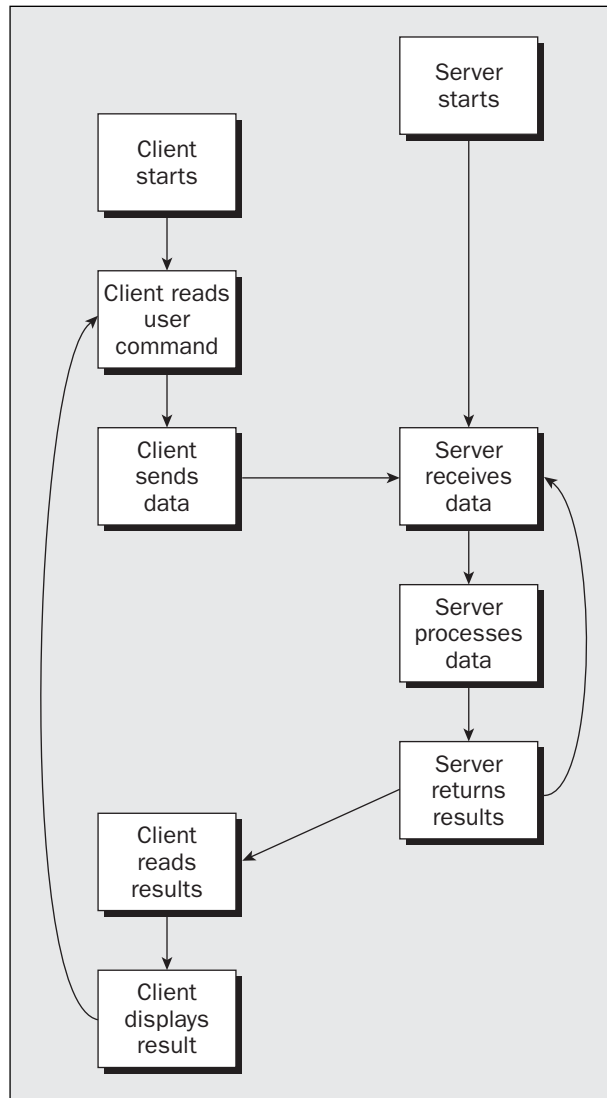 Server
starts
Client
starts
Client reads
user
command
Client
sends
data
Server
receives
data
Server
processes
data
Server
returns
results
Client
reads
results
Client
displays
result